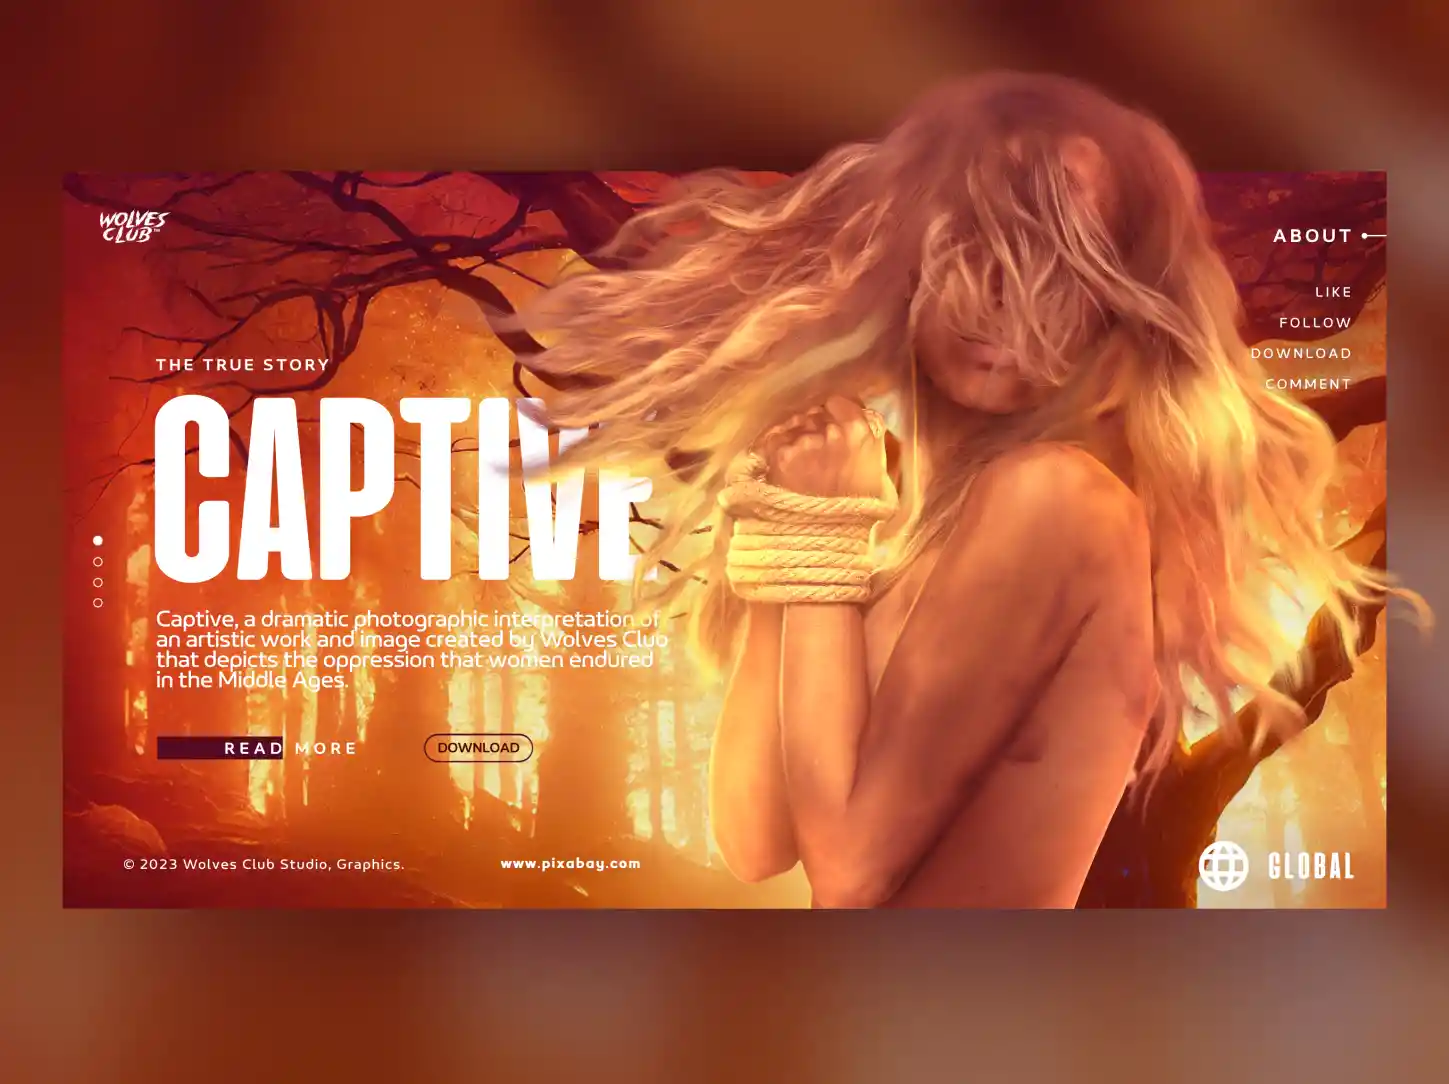 WOLVES
CLUB™
ABOUT
LIKE
FOLLOW
DOWNLOAD
COMMENT
THE TRUE STORY
CAPTIVE
Captive, a dramatic photographic interpretation of
an artistic work and image created by Wolves Club
that depicts the oppression that women endured
in the Middle Ages.
READ MORE
DOWNLOAD
© 2023 Wolves Club Studio, Graphics.
www.pixabay.com
GLOBAL